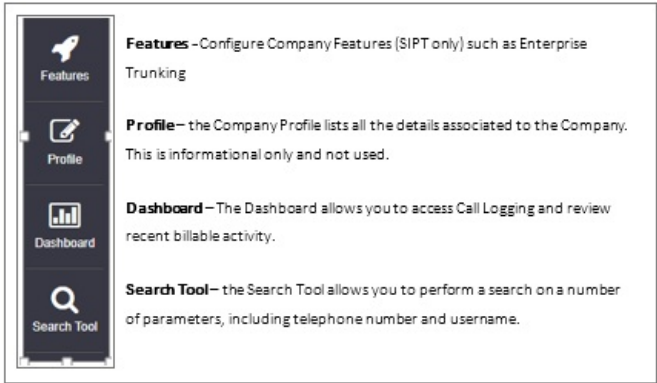 Features
Features – Configure Company Features (SIPT only) such as Enterprise
Trunking
Profile
Profile – the Company Profile lists all the details associated to the Company.
This is informational only and not used.
Dashboard
Dashboard – The Dashboard allows you to access Call Logging and review
recent billable activity.
Search Tool
Search Tool – the Search Tool allows you to perform a search on a number
of parameters, including telephone number and username.